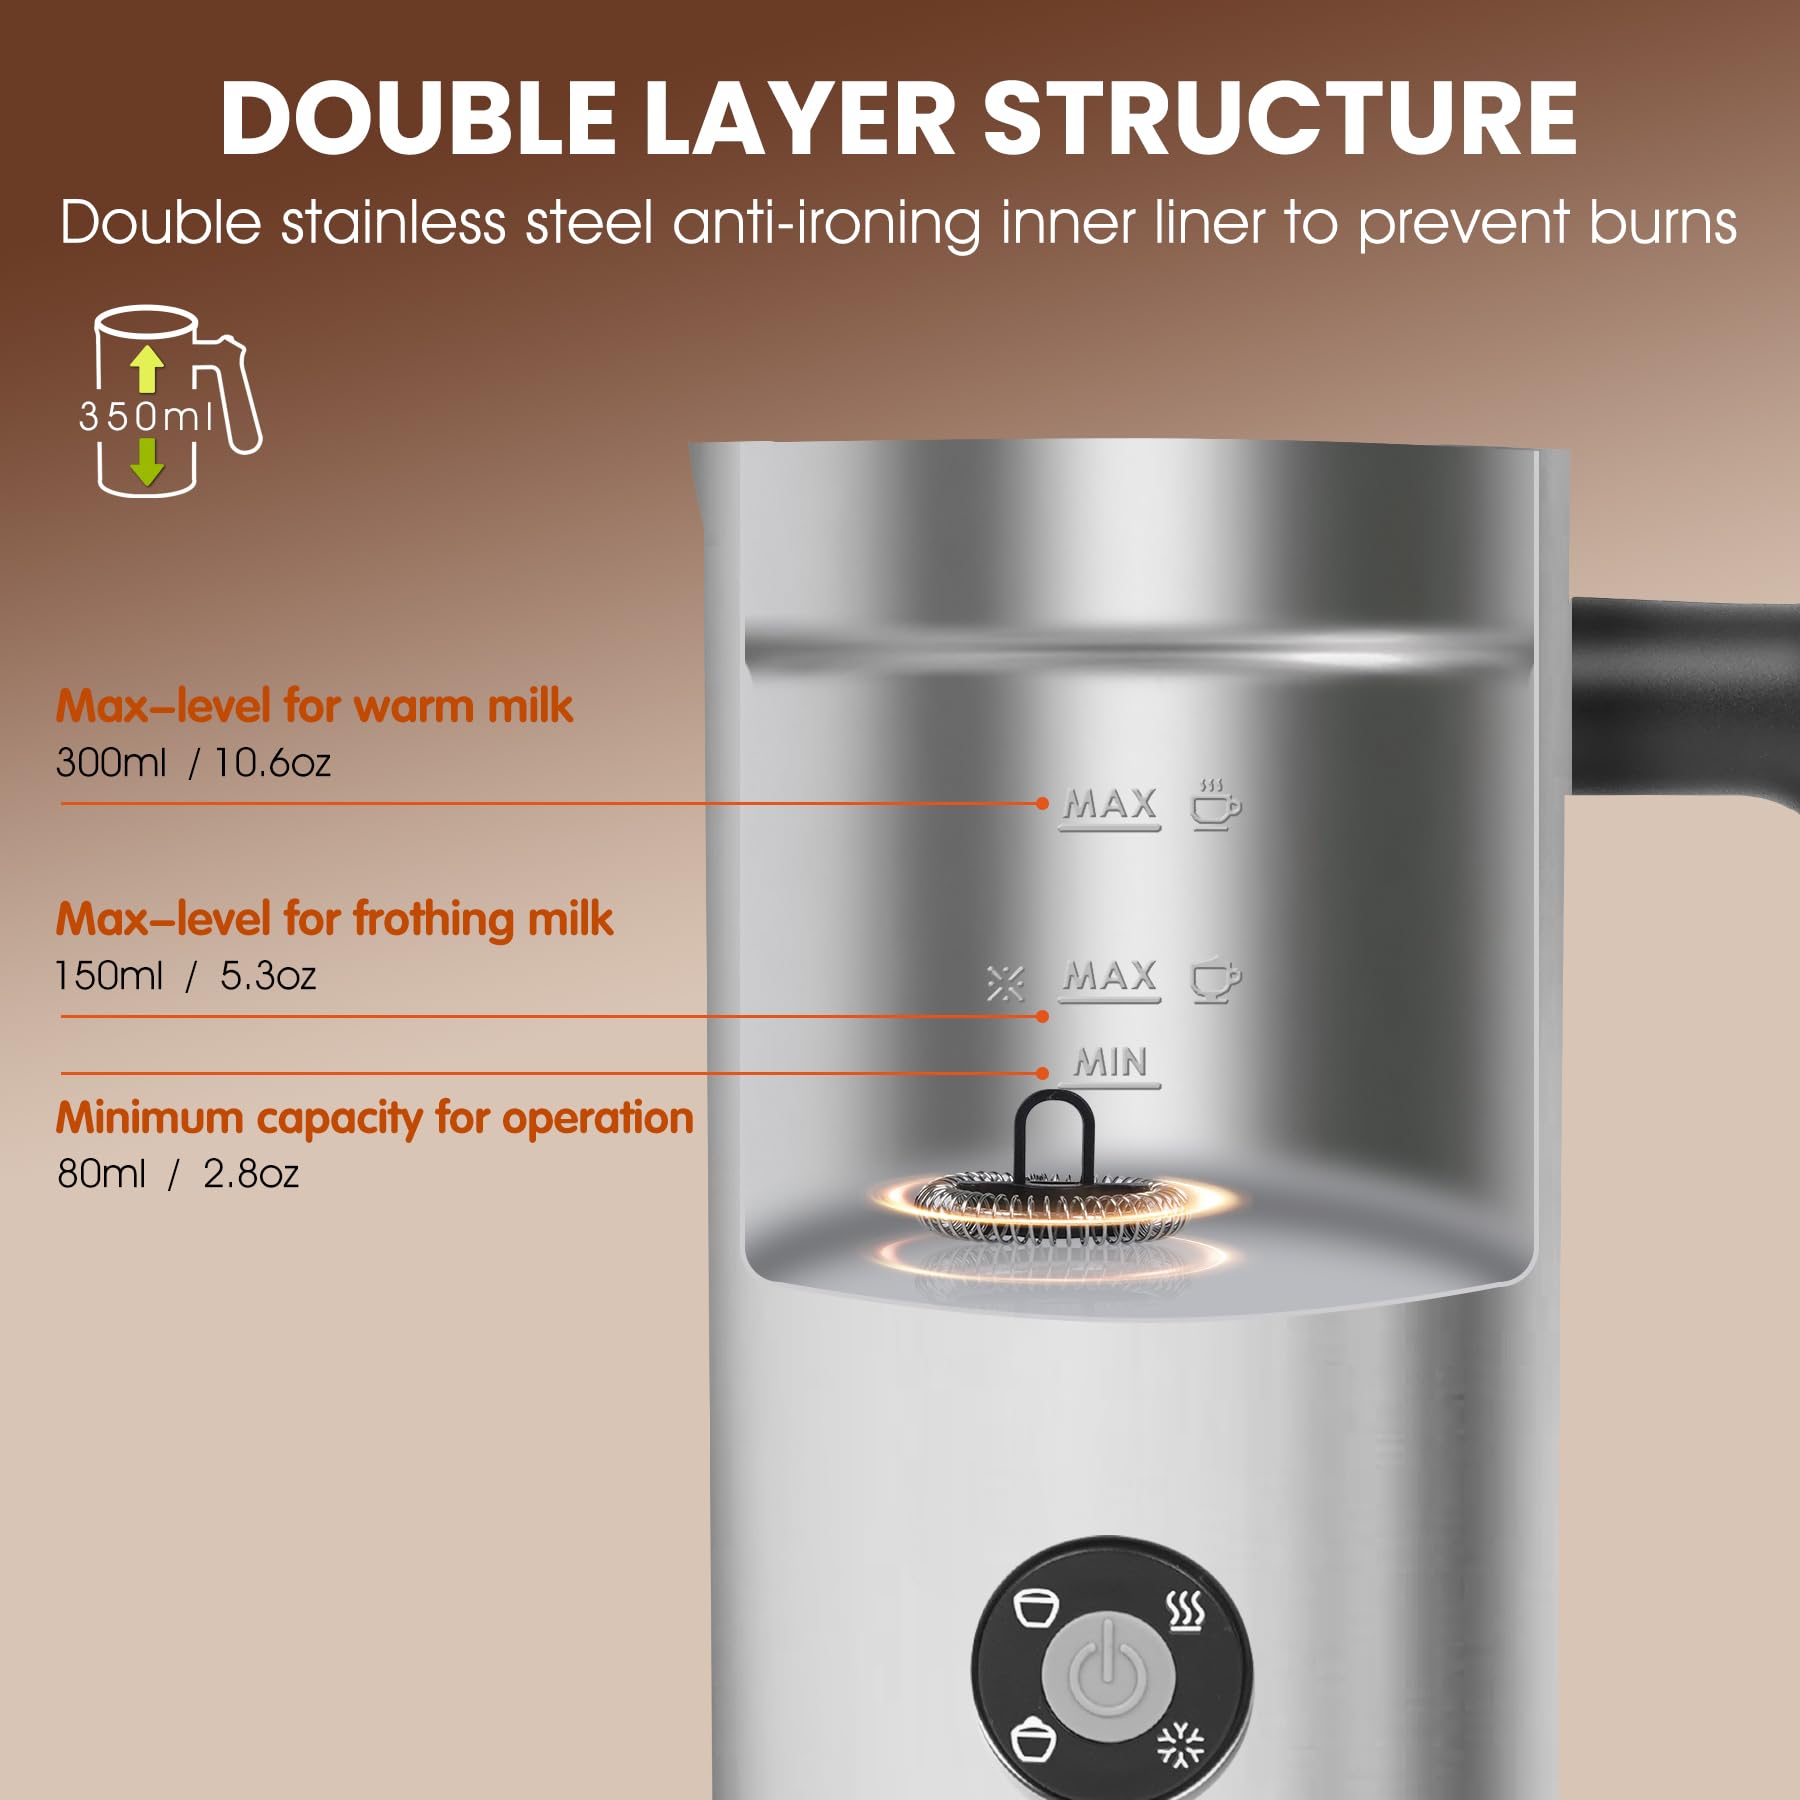 DOUBLE LAYER STRUCTURE
Double stainless steel anti-ironing inner liner to prevent burns
350ml
Max-level for warm milk
300ml / 10.6oz
MAX
Max-level for frothing milk
150ml / 5.3oz
MAX
MIN
Minimum capacity for operation
80ml / 2.8oz